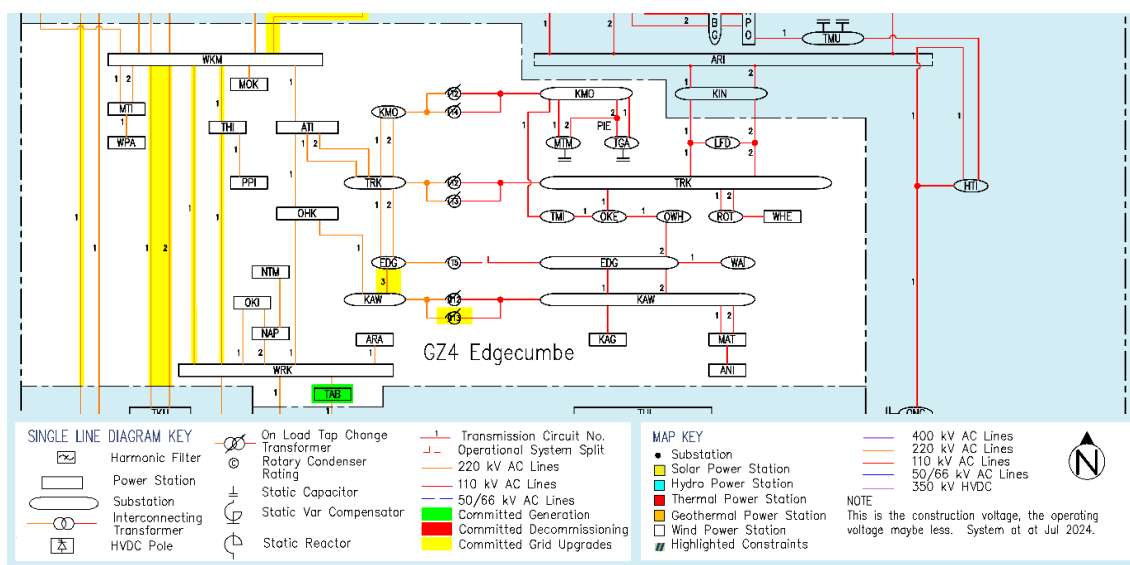 TMU
WKM
ARI
MOK
KMO
T2
T4
KMO
KIN
MTI
THI
ATI
PIE
MTM
TGA
LFD
WPA
PPI
TRK
T12
TRK
HTI
OHK
TMI
OKE
OWH
ROT
WHE
NTM
EDG
T5
EDG
WAI
OKI
KAW
T12
T13
KAW
NAP
ARA
KAG
MAT
GZ4 Edgecumbe
WRK
ANI
TAB
SINGLE LINE DIAGRAM KEY
Harmonic Filter
Power Station
Substation
Interconnecting
Transformer
HVDC Pole
On Load Tap Change
Transformer
Rotary Condenser
Rating
Static Capacitor
Static Var Compensator
Static Reactor
1 Transmission Circuit No.
Operational System Split
220 kV AC Lines
110 kV AC Lines
50/66 kV AC Lines
Committed Generation
Committed Decommissioning
Committed Grid Upgrades
MAP KEY
Substation
Solar Power Station
Hydro Power Station
Thermal Power Station
Geothermal Power Station
Wind Power Station
Highlighted Constraints
400 kV AC Lines
220 kV AC Lines
110 kV AC Lines
50/66 kV AC Lines
350 kV HVDC
N
NOTE
This is the construction voltage, the operating
voltage maybe less. System at at Jul 2024.